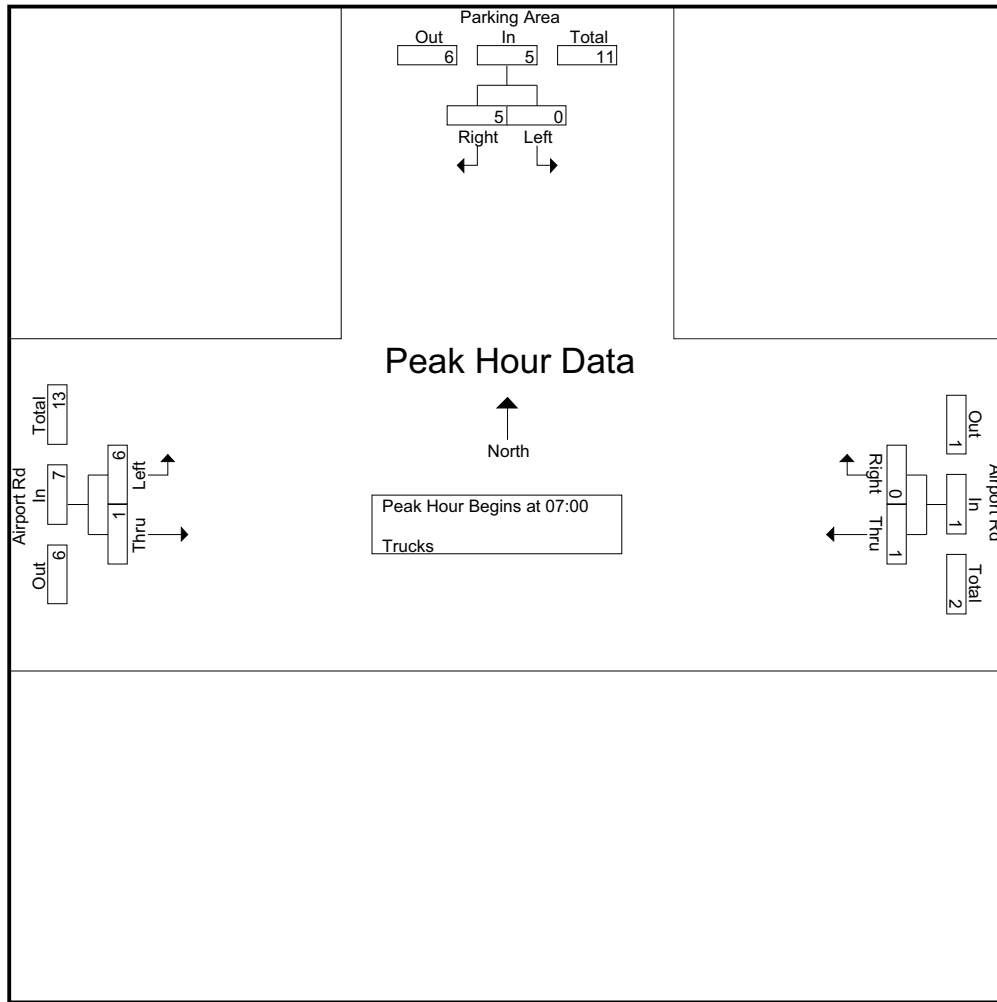 Parking Area
Out In Total
6 5 11
5 0
Right Left
Peak Hour Data
North
Peak Hour Begins at 07:00
Trucks
Airport Rd
Out In Total
6 7 13
Thru Left
1 6
Airport Rd
Out In Total
1 1 2
Right Thru
0 1